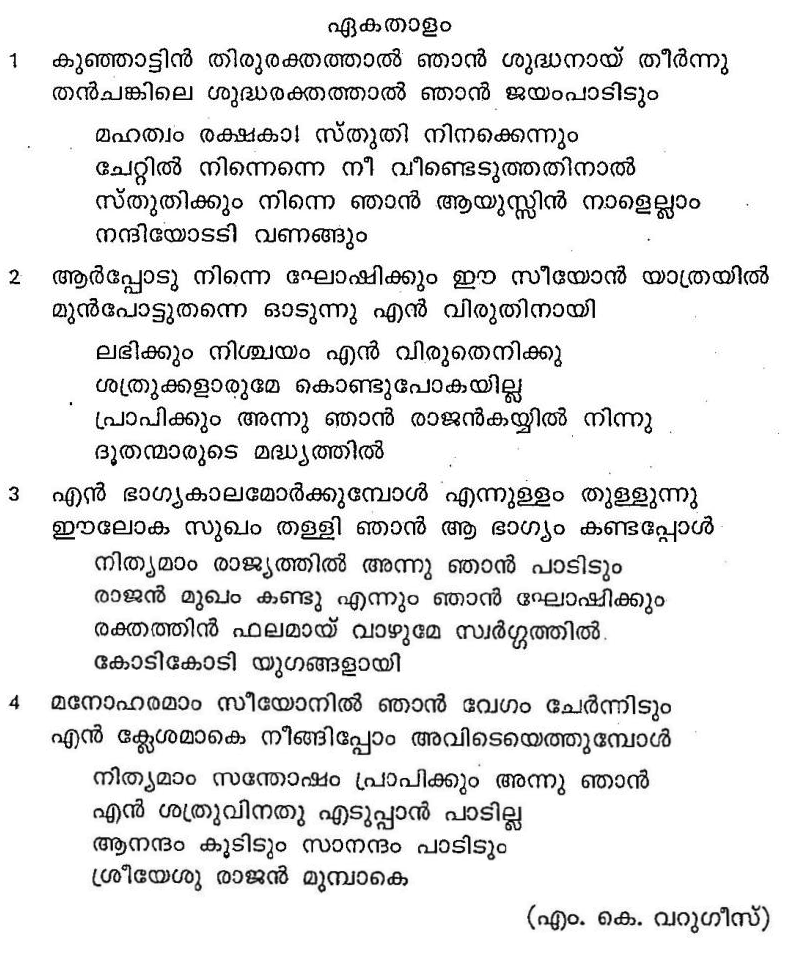 ഏകതാളം
1 കുഞ്ഞാട്ടിൻ തിരുരക്തത്താൽ ഞാൻ ശുദ്ധനായ് തീർന്നു
തൻചങ്കിലെ ശുദ്ധരക്തത്താൽ ഞാൻ ജയംപാടിടും
മഹത്വം രക്ഷകാ! സ്തുതി നിനക്കെന്നും
ചേറ്റിൽ നിന്നെന്നെ നീ വീണ്ടെടുത്തതിനാൽ
സ്തുതിക്കും നിന്നെ ഞാൻ ആയുസ്സിൻ നാളെല്ലാം
നന്ദിയോടടി വണങ്ങും
2 ആർപ്പോടു നിന്നെ ഘോഷിക്കും ഈ സീയോൻ യാത്രയിൽ
മുൻപോട്ടുതന്നെ ഓടുന്നു എൻ വിരുതിനായി
ലഭിക്കും നിശ്ചയം എൻ വിരുതെനിക്കു
ശത്രുക്കളാരുമേ കൊണ്ടുപോകയില്ല
പ്രാപിക്കും അന്നു ഞാൻ രാജൻകയ്യിൽ നിന്നു
ദൂതന്മാരുടെ മദ്ധ്യത്തിൽ
3 എൻ ഭാഗ്യകാലമോർക്കുമ്പോൾ എന്നുള്ളം തുള്ളുന്നു
ഈലോക സുഖം തള്ളി ഞാൻ ആ ഭാഗ്യം കണ്ടപ്പോൾ
നിത്യമാം രാജ്യത്തിൽ അന്നു ഞാൻ പാടിടും
രാജൻ മുഖം കണ്ടു എന്നും ഞാൻ ഘോഷിക്കും
രക്തത്തിൻ ഫലമായ് വാഴുമേ സ്വർഗ്ഗത്തിൽ
കോടികോടി യുഗങ്ങളായി
4 മനോഹരമാം സീയോനിൽ ഞാൻ വേഗം ചേർന്നിടും
എൻ ക്ലേശമാകെ നീങ്ങിപ്പോം അവിടെയെത്തുമ്പോൾ
നിത്യമാം സന്തോഷം പ്രാപിക്കും അന്നു ഞാൻ
എൻ ശത്രുവിനതു എടുപ്പാൻ പാടില്ല
ആനന്ദം കൂടിടും സാനന്ദം പാടിടും
ശ്രീയേശു രാജൻ മുമ്പാകെ
(എം. കെ. വറുഗീസ്)